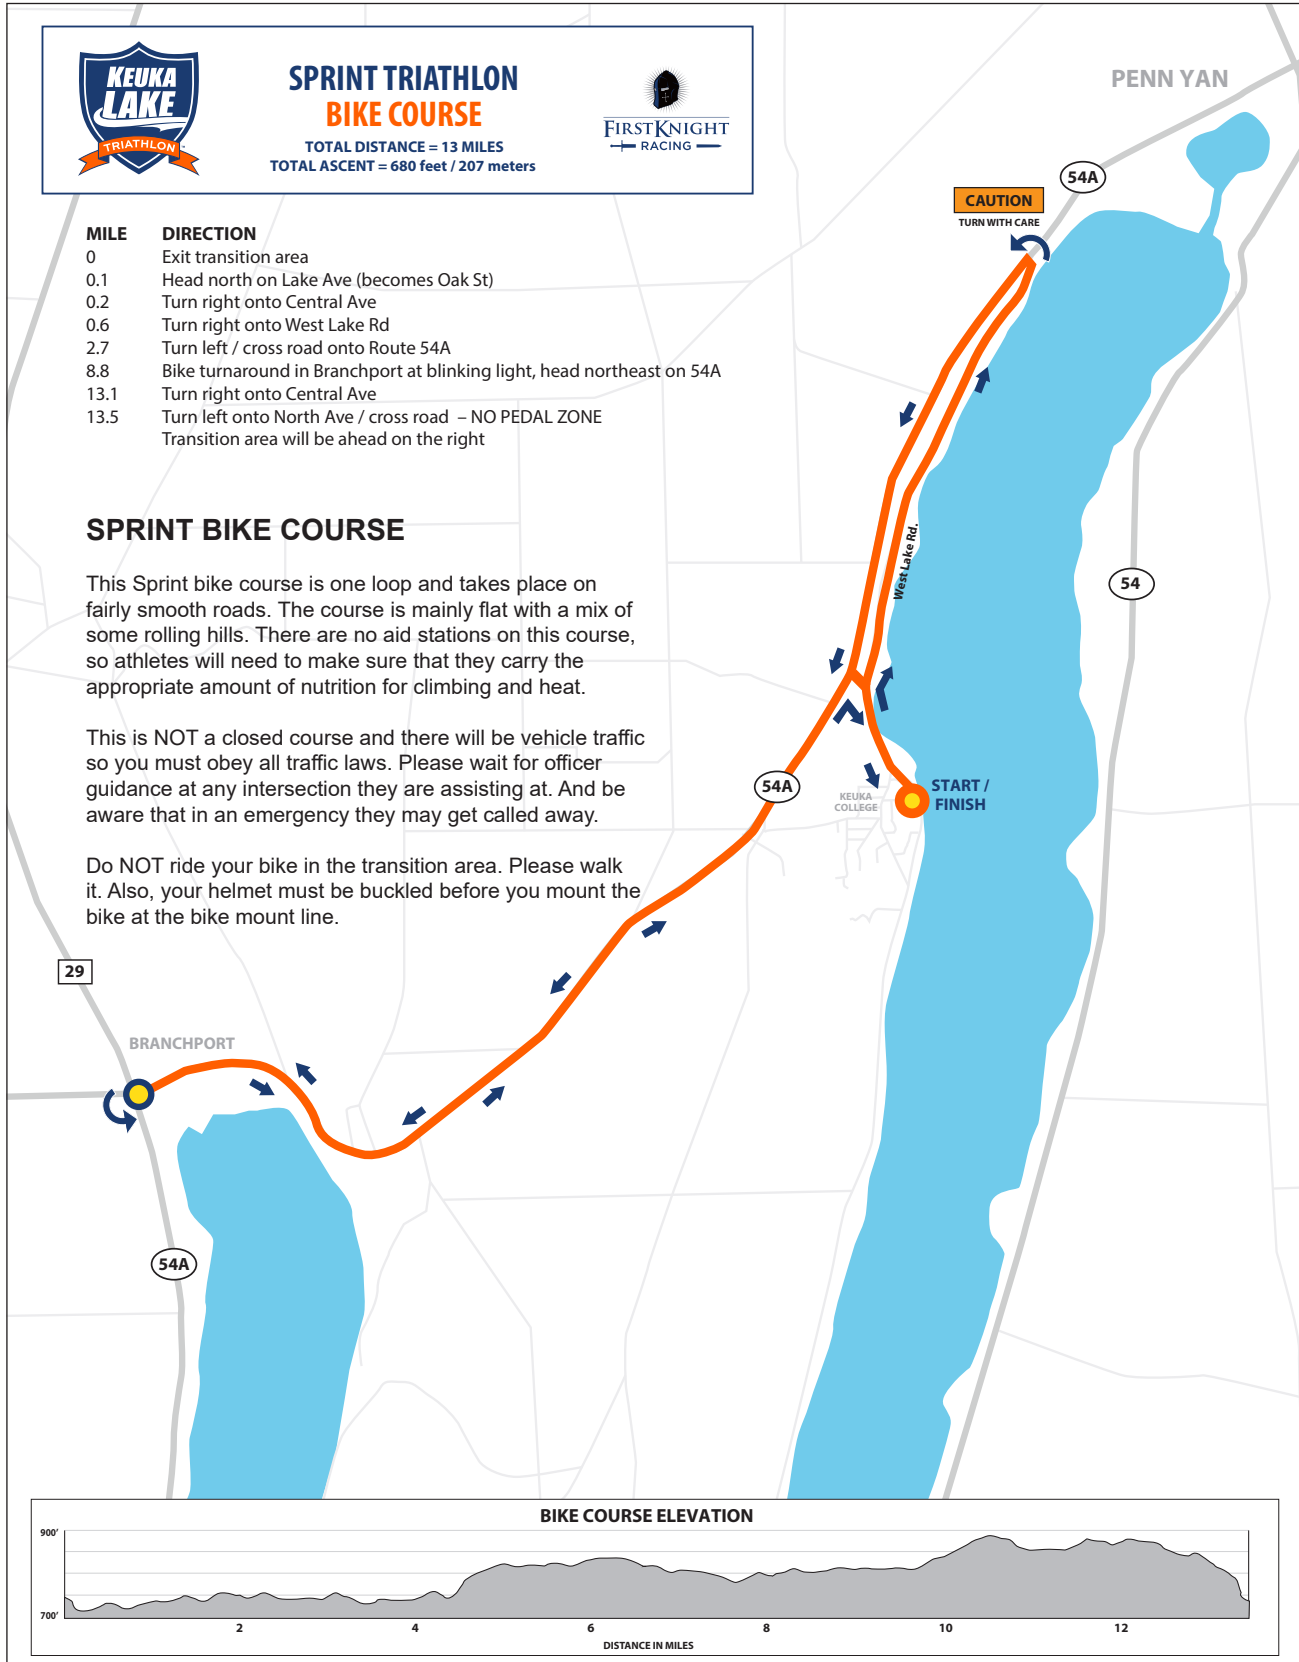 KEUKA
LAKE
TRIATHLON
SPRINT TRIATHLON
BIKE COURSE
TOTAL DISTANCE = 13 MILES
TOTAL ASCENT = 680 feet / 207 meters
FIRSTKNIGHT
RACING
PENN YAN
54A
CAUTION
TURN WITH CARE
MILE DIRECTION
0 Exit transition area
0.1 Head north on Lake Ave (becomes Oak St)
0.2 Turn right onto Central Ave
0.6 Turn right onto West Lake Rd
2.7 Turn left / cross road onto Route 54A
8.8 Bike turnaround in Branchport at blinking light, head northeast on 54A
13.1 Turn right onto Central Ave
13.5 Turn left onto North Ave / cross road – NO PEDAL ZONE
Transition area will be ahead on the right
SPRINT BIKE COURSE
This Sprint bike course is one loop and takes place on
fairly smooth roads. The course is mainly flat with a mix of
some rolling hills. There are no aid stations on this course,
so athletes will need to make sure that they carry the
appropriate amount of nutrition for climbing and heat.
This is NOT a closed course and there will be vehicle traffic
so you must obey all traffic laws. Please wait for officer
guidance at any intersection they are assisting at. And be
aware that in an emergency they may get called away.
Do NOT ride your bike in the transition area. Please walk
it. Also, your helmet must be buckled before you mount the
bike at the bike mount line.
West Lake Rd.
54
54A
KEUKA
COLLEGE
START /
FINISH
29
BRANCHPORT
54A
BIKE COURSE ELEVATION
900'
700'
2 4 6 8 10 12
DISTANCE IN MILES